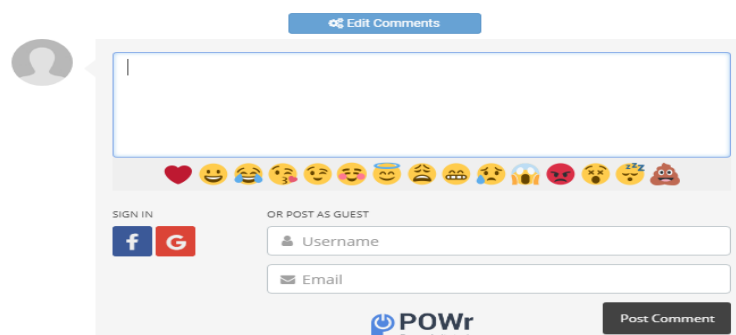 Edit Comments
SIGN IN
OR POST AS GUEST
f G
Username
Email
POWr
Post Comment